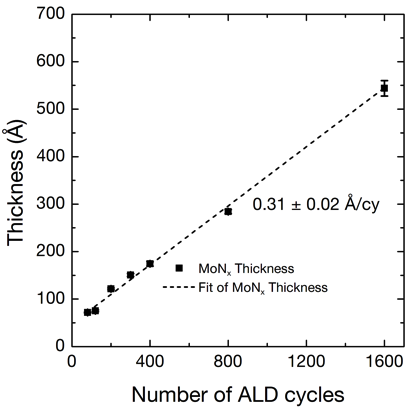 700
600
500
400
300
200
100
0
Thickness (Å)
0.31 ± 0.02 Å/cy
MoNₓ Thickness
Fit of MoNₓ Thickness
0 400 800 1200 1600
Number of ALD cycles